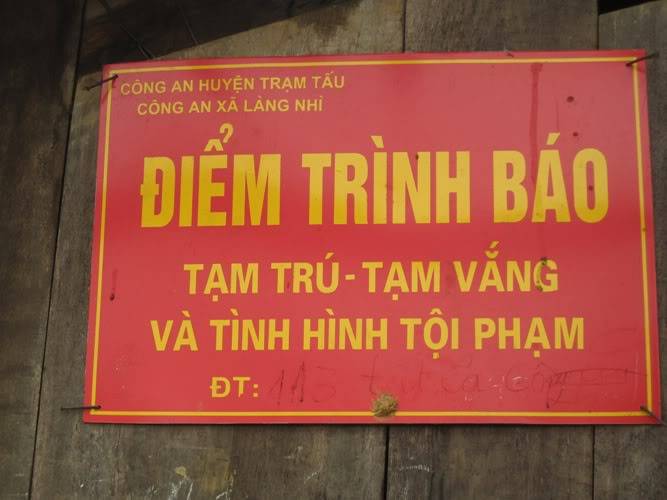 CÔNG AN HUYỆN TRẠM TẤU
CÔNG AN XÃ LÀNG NHÌ
ĐIỂM TRÌNH BÁO
TẠM TRÚ - TẠM VẮNG
VÀ TÌNH HÌNH TỘI PHẠM
ĐT: 113